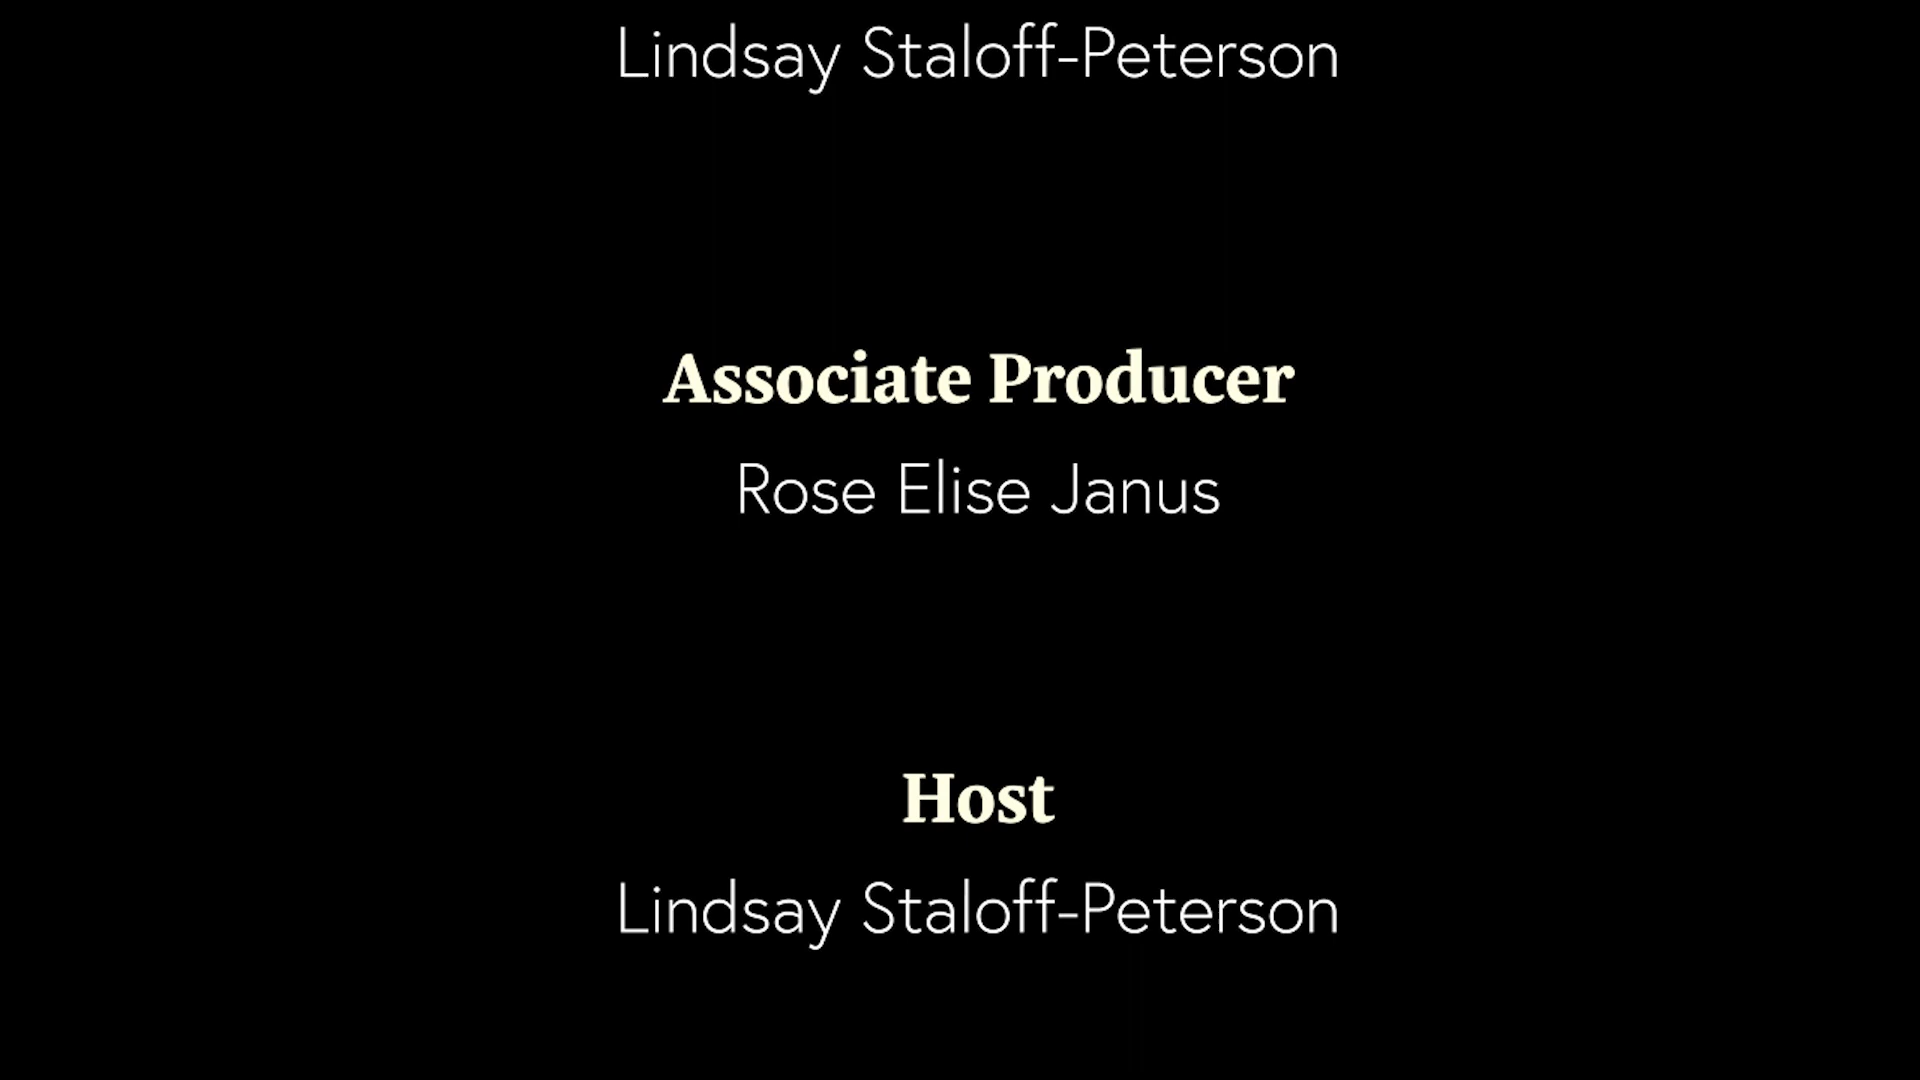 Lindsay Staloff-Peterson
Associate Producer
Rose Elise Janus
Host
Lindsay Staloff-Peterson